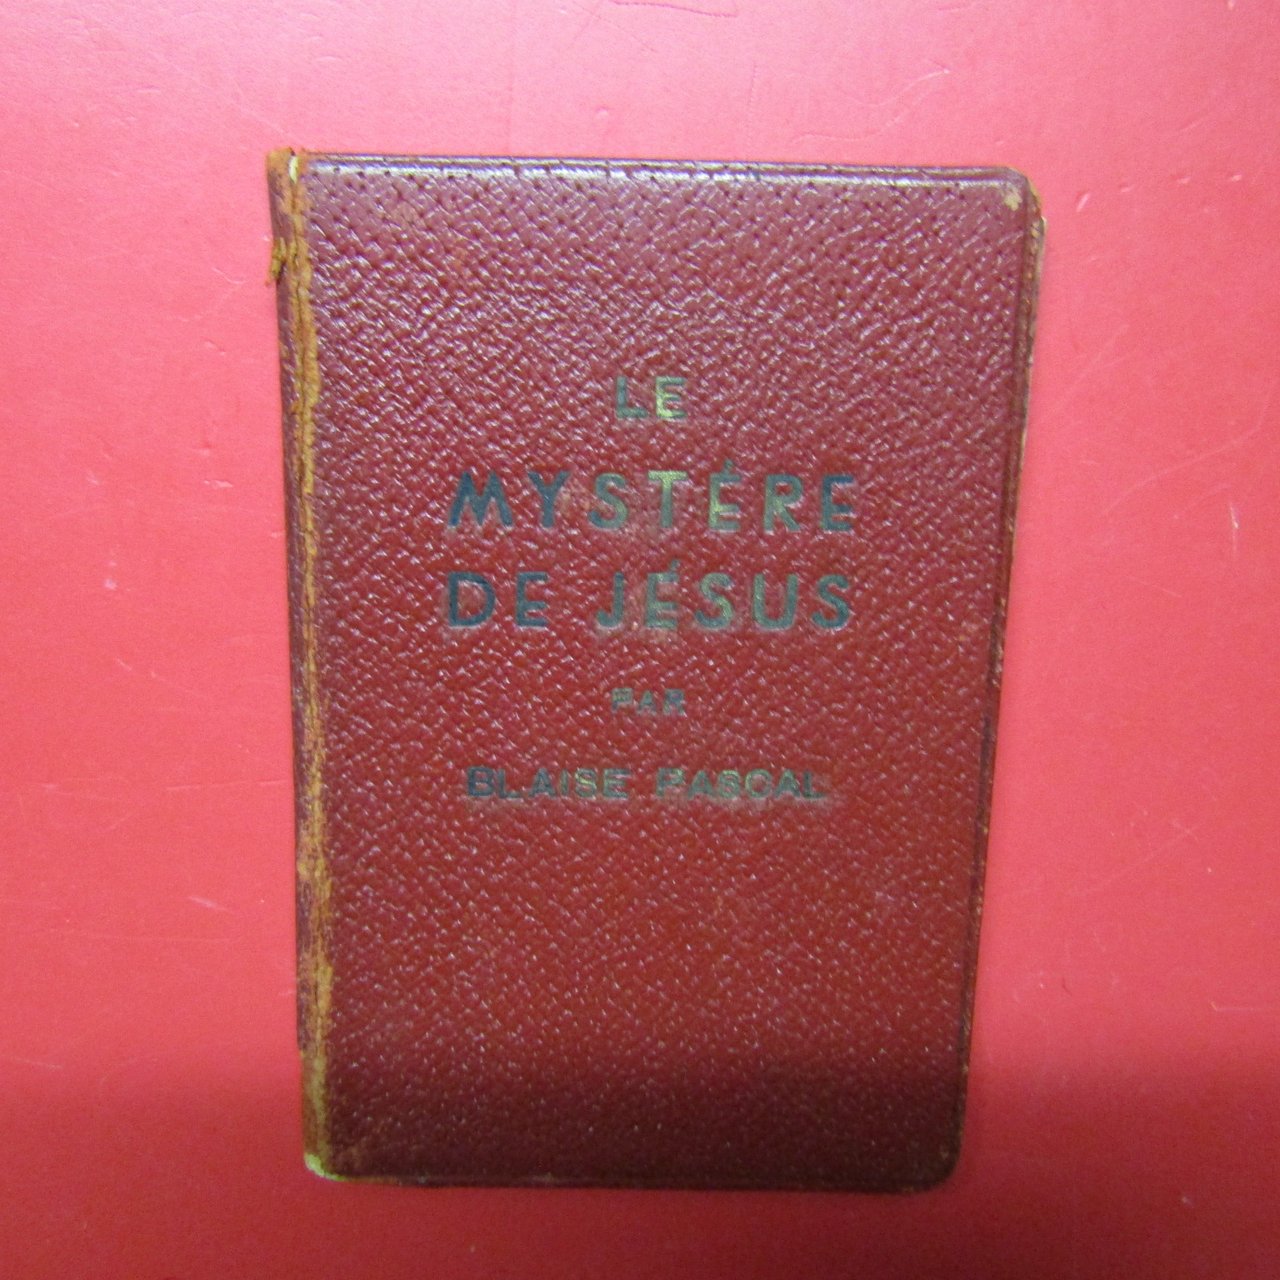 LE
MYSTÉRE
DE JÉSUS
PAR
BLAISE PASCAL